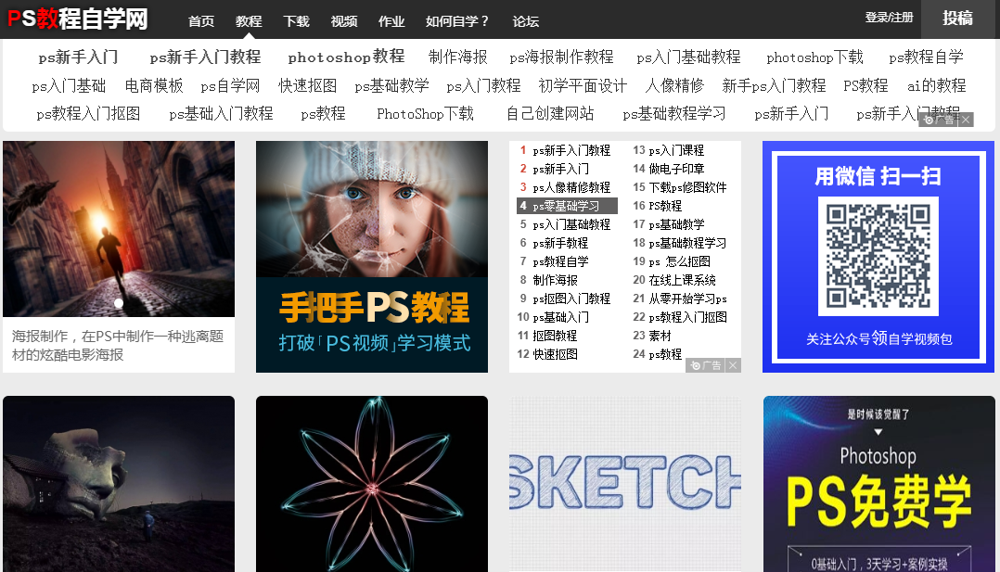 PS教程自学网 首页 教程 下载 视频 作业 如何自学？ 论坛 登录/注册 投稿
ps新手入门 ps新手入门教程 photoshop教程 制作海报 ps海报制作教程 ps入门基础教程 photoshop下载 ps教程自学
ps入门基础 电商模板 ps自学网 快速抠图 ps基础教学 ps入门教程 初学平面设计 人像精修 新手ps入门教程 PS教程 ai的教程
ps教程入门抠图 ps基础入门教程 ps教程 PhotoShop下载 自己创建网站 ps基础教程学习 ps新手入门 ps新手入门教程
广告
海报制作，在PS中制作一种逃离题
材的炫酷电影海报
手把手PS教程
打破「PS视频」学习模式
1 ps新手入门教程
2 ps新手入门
3 ps人像精修教程
4 ps零基础学习
5 ps入门基础教程
6 ps新手教程
7 ps教程自学
8 制作海报
9 ps抠图入门教程
10 ps基础入门
11 抠图教程
12 快速抠图
13 ps入门课程
14 做电子印章
15 下载ps修图软件
16 PS教程
17 ps基础教学
18 ps基础教程学习
19 ps 怎么抠图
20 在线上课系统
21 从零开始学习ps
22 ps教程入门抠图
23 素材
24 ps教程
广告
用微信 扫一扫
关注公众号领自学视频包
SKETCH
是时候该觉醒了
Photoshop
PS免费学
0基础入门，3天学习+案例实操